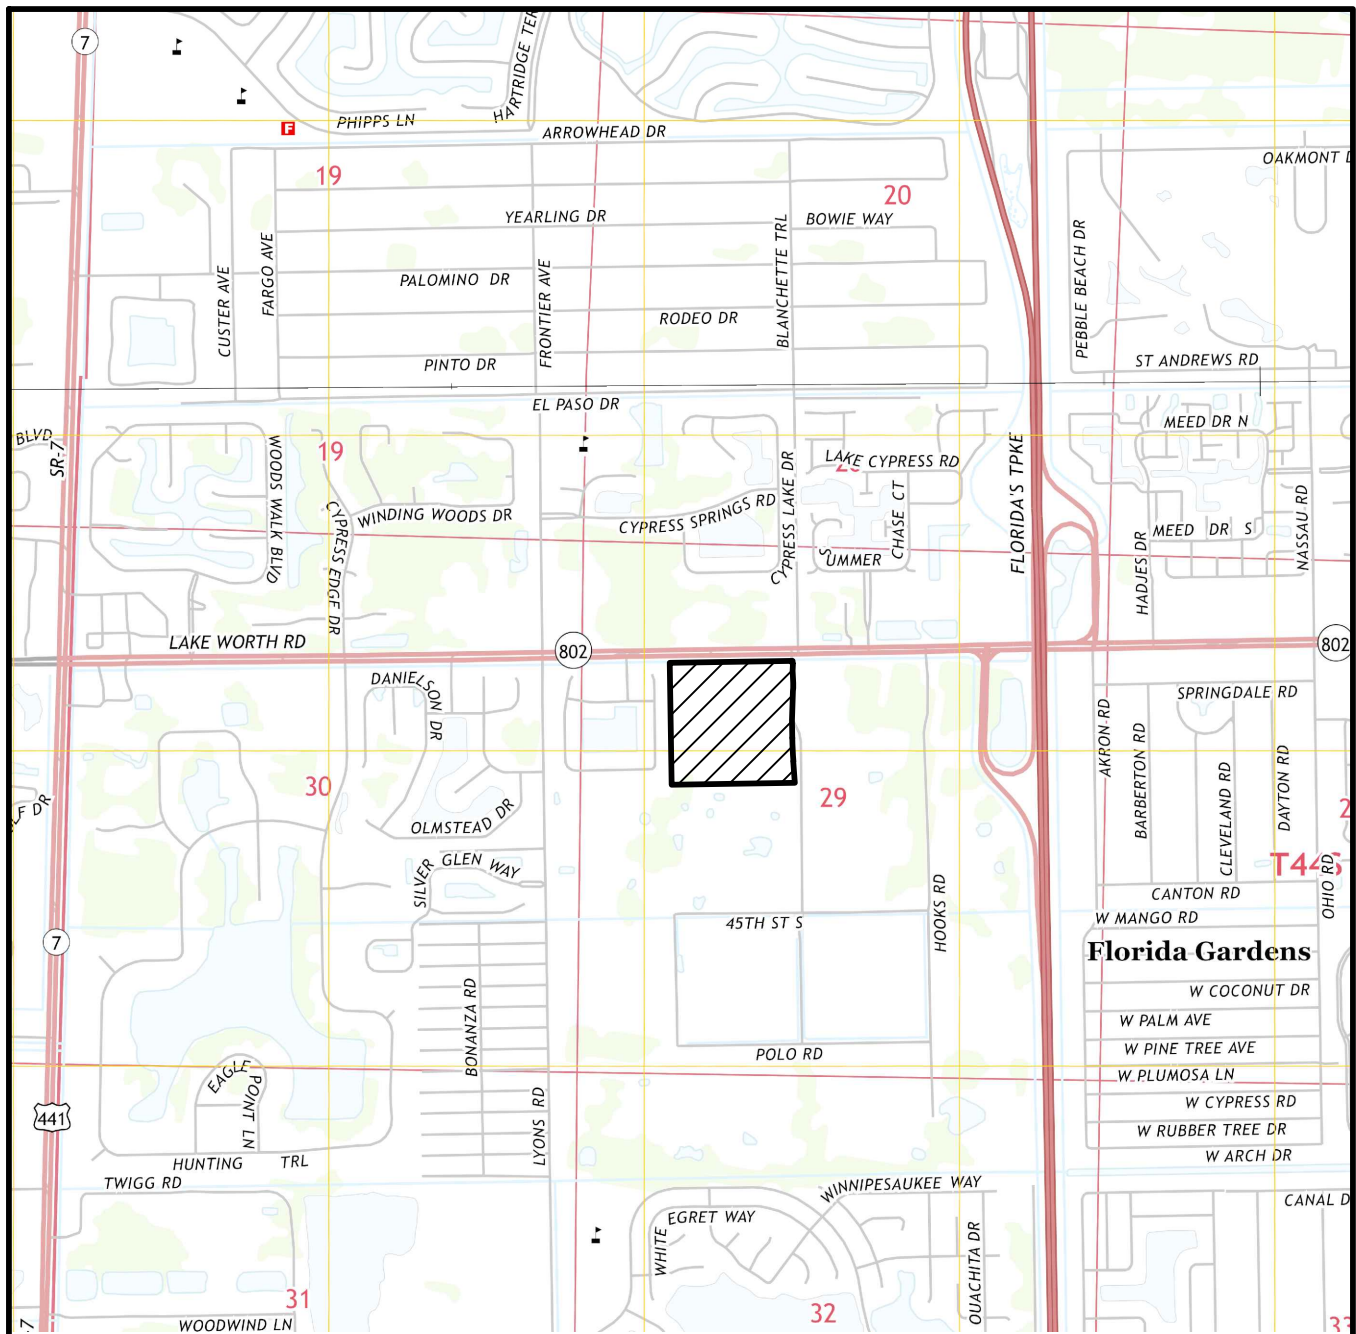 7
HARTRIDGE TER
PHIPPS LN
F
ARROWHEAD DR
OAKMONT D
19
20
YEARLING DR
BOWIE WAY
BLANCHETTE TRL
PEBBLE BEACH DR
CUSTER AVE
FARGO AVE
FRONTIER AVE
PALOMINO DR
RODEO DR
PINTO DR
ST ANDREWS RD
EL PASO DR
BLVD
SR-7
WOODS WALK BLVD
19
CYPRESS EDGE DR
WINDING WOODS DR
CYPRESS SPRINGS RD
CYPRESS LAKE DR
LAKE CYPRESS RD
CHASE CT
SUMMER
FLORIDA'S TPKE
MEED DR N
MEED DR S
HADJES DR
NASSAU RD
LAKE WORTH RD
802
802
DANIELSON DR
SPRINGDALE RD
AKRON RD
BARBERTON RD
CLEVELAND RD
DAYTON RD
30
29
2
OLMSTEAD DR
LF DR
SILVER GLEN WAY
T44S
OHIO RD
CANTON RD
W MANGO RD
45TH ST S
HOOKS RD
7
Florida Gardens
BONANZA RD
W COCONUT DR
W PALM AVE
POLO RD
W PINE TREE AVE
EAGLE POINT LN
W PLUMOSA LN
441
LYONS RD
W CYPRESS RD
W RUBBER TREE DR
HUNTING TRL
W ARCH DR
TWIGG RD
WINNIPESAUKEE WAY
CANAL D
WHITE EGRET WAY
OUACHITA DR
31
32
33
WOODWIND LN
-7